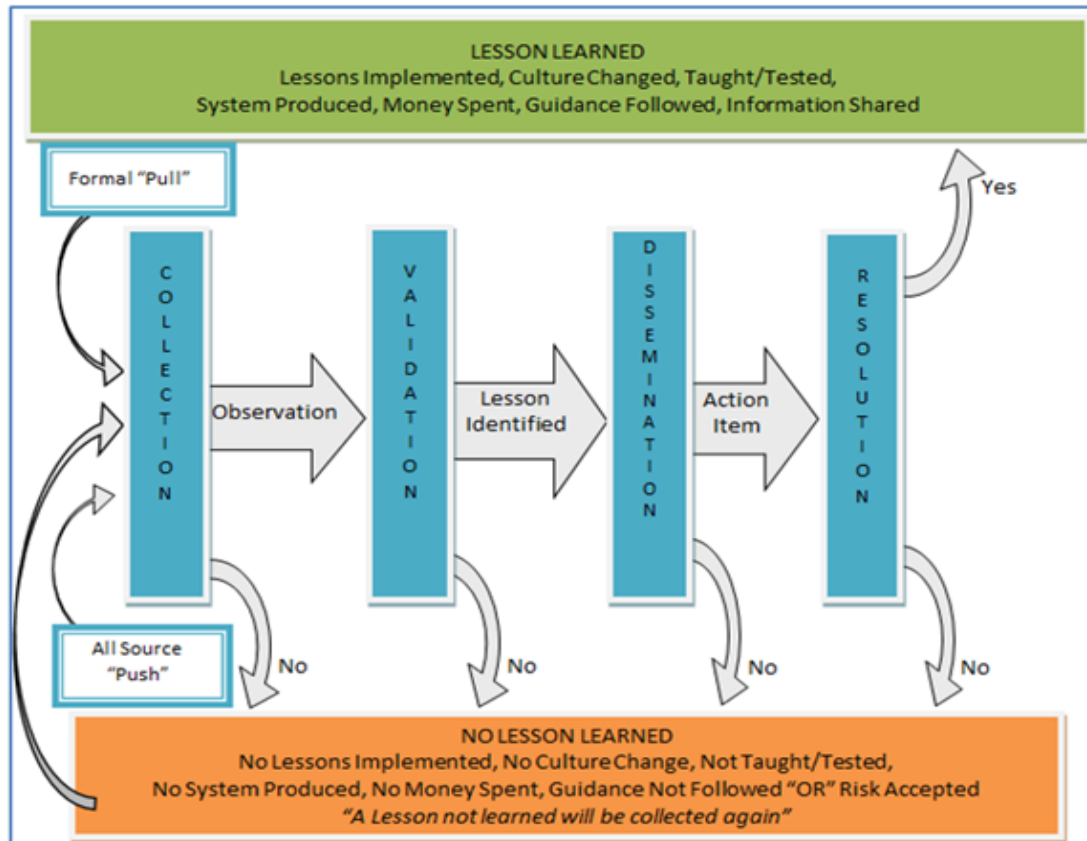 LESSON LEARNED
Lessons Implemented, Culture Changed, Taught/Tested,
System Produced, Money Spent, Guidance Followed, Information Shared
Formal “Pull”
Yes
COLLECTION
VALIDATION
DISSEMINATION
RESOLUTION
Observation
Lesson
Identified
Action
Item
All Source
“Push”
No
No
No
No
NO LESSON LEARNED
No Lessons Implemented, No Culture Change, Not Taught/Tested,
No System Produced, No Money Spent, Guidance Not Followed “OR” Risk Accepted
“A Lesson not learned will be collected again”